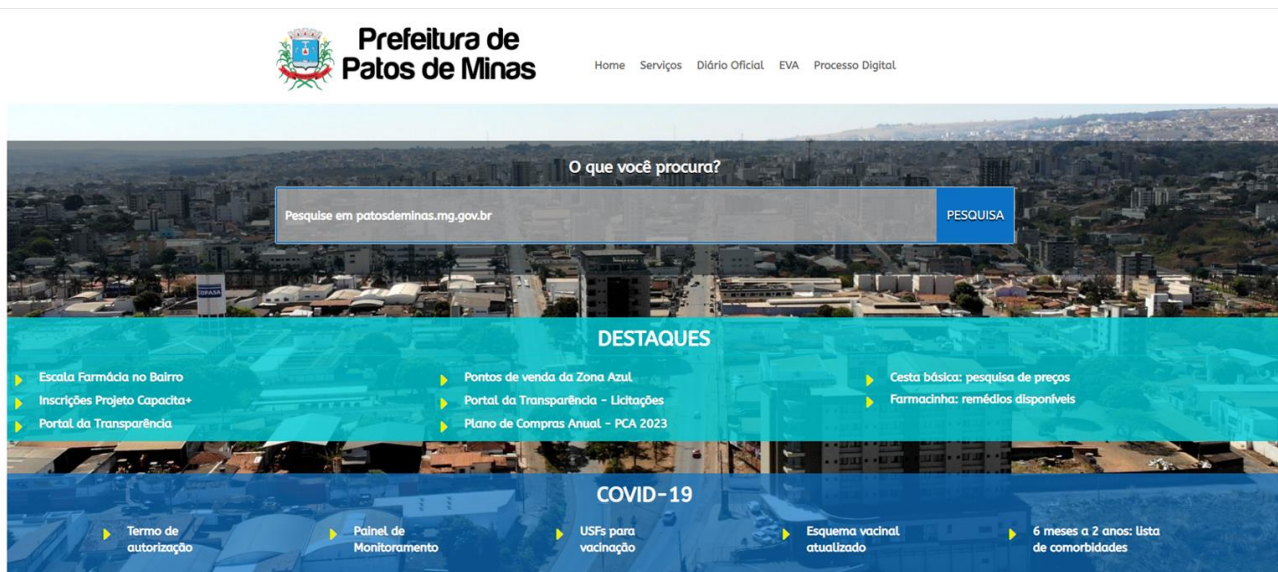 Prefeitura de
Patos de Minas
Home Serviços Diário Oficial EVA Processo Digital
O que você procura?
Pesquise em patosdeminas.mg.gov.br PESQUISA
COPASA
DESTAQUES
Escala Farmácia no Bairro
Inscrições Projeto Capacita+
Portal da Transparência
Pontos de venda da Zona Azul
Portal da Transparência - Licitações
Plano de Compras Anual - PCA 2023
Cesta básica: pesquisa de preços
Farmacinha: remédios disponíveis
COVID-19
Termo de
autorização
Painel de
Monitoramento
USFs para
vacinação
Esquema vacinal
atualizado
6 meses a 2 anos: lista
de comorbidades